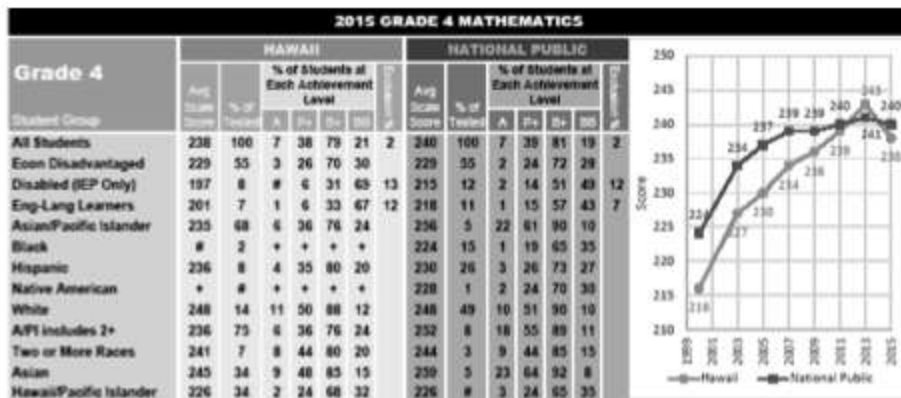 2015 GRADE 4 MATHEMATICS
HAWAII NATIONAL PUBLIC
Grade 4
% of Students at Each Achievement Level % of Students at Each Achievement Level
Student Group Avg Scale Score % of Tested A P+ B+ BB Avg Scale Score % of Tested A P+ B+ BB
All Students 238 100 7 38 79 21 2 240 100 7 39 81 19 2
Econ Disadvantaged 229 55 3 26 70 30 229 55 2 24 72 28
Disabled (IEP Only) 197 8 # 6 31 69 13 215 12 2 14 51 49 12
Eng-Lang Learners 201 7 1 6 33 67 12 218 11 1 15 57 43 7
Asian/Pacific Islander 235 68 6 36 76 24 256 5 22 61 90 10
Black # 2 + + + + 224 15 1 19 65 35
Hispanic 236 8 4 35 80 20 230 26 3 26 73 27
Native American + # + + + + 228 1 2 24 70 30
White 248 14 11 50 88 12 248 49 10 51 90 10
A/PI includes 2+ 236 75 6 36 76 24 252 8 18 55 89 11
Two or More Races 241 7 8 44 80 20 244 3 9 44 85 15
Asian 245 34 9 48 85 15 259 5 23 64 92 8
Hawaii/Pacific Islander 226 34 2 24 68 32 226 # 3 24 65 35
250
245
240
235
230
225
220
215
210
Score
224 234 237 239 239 240 241 240
216 227 230 234 236 239 243 238
1999 2001 2003 2005 2007 2009 2011 2013 2015
Hawaii National Public